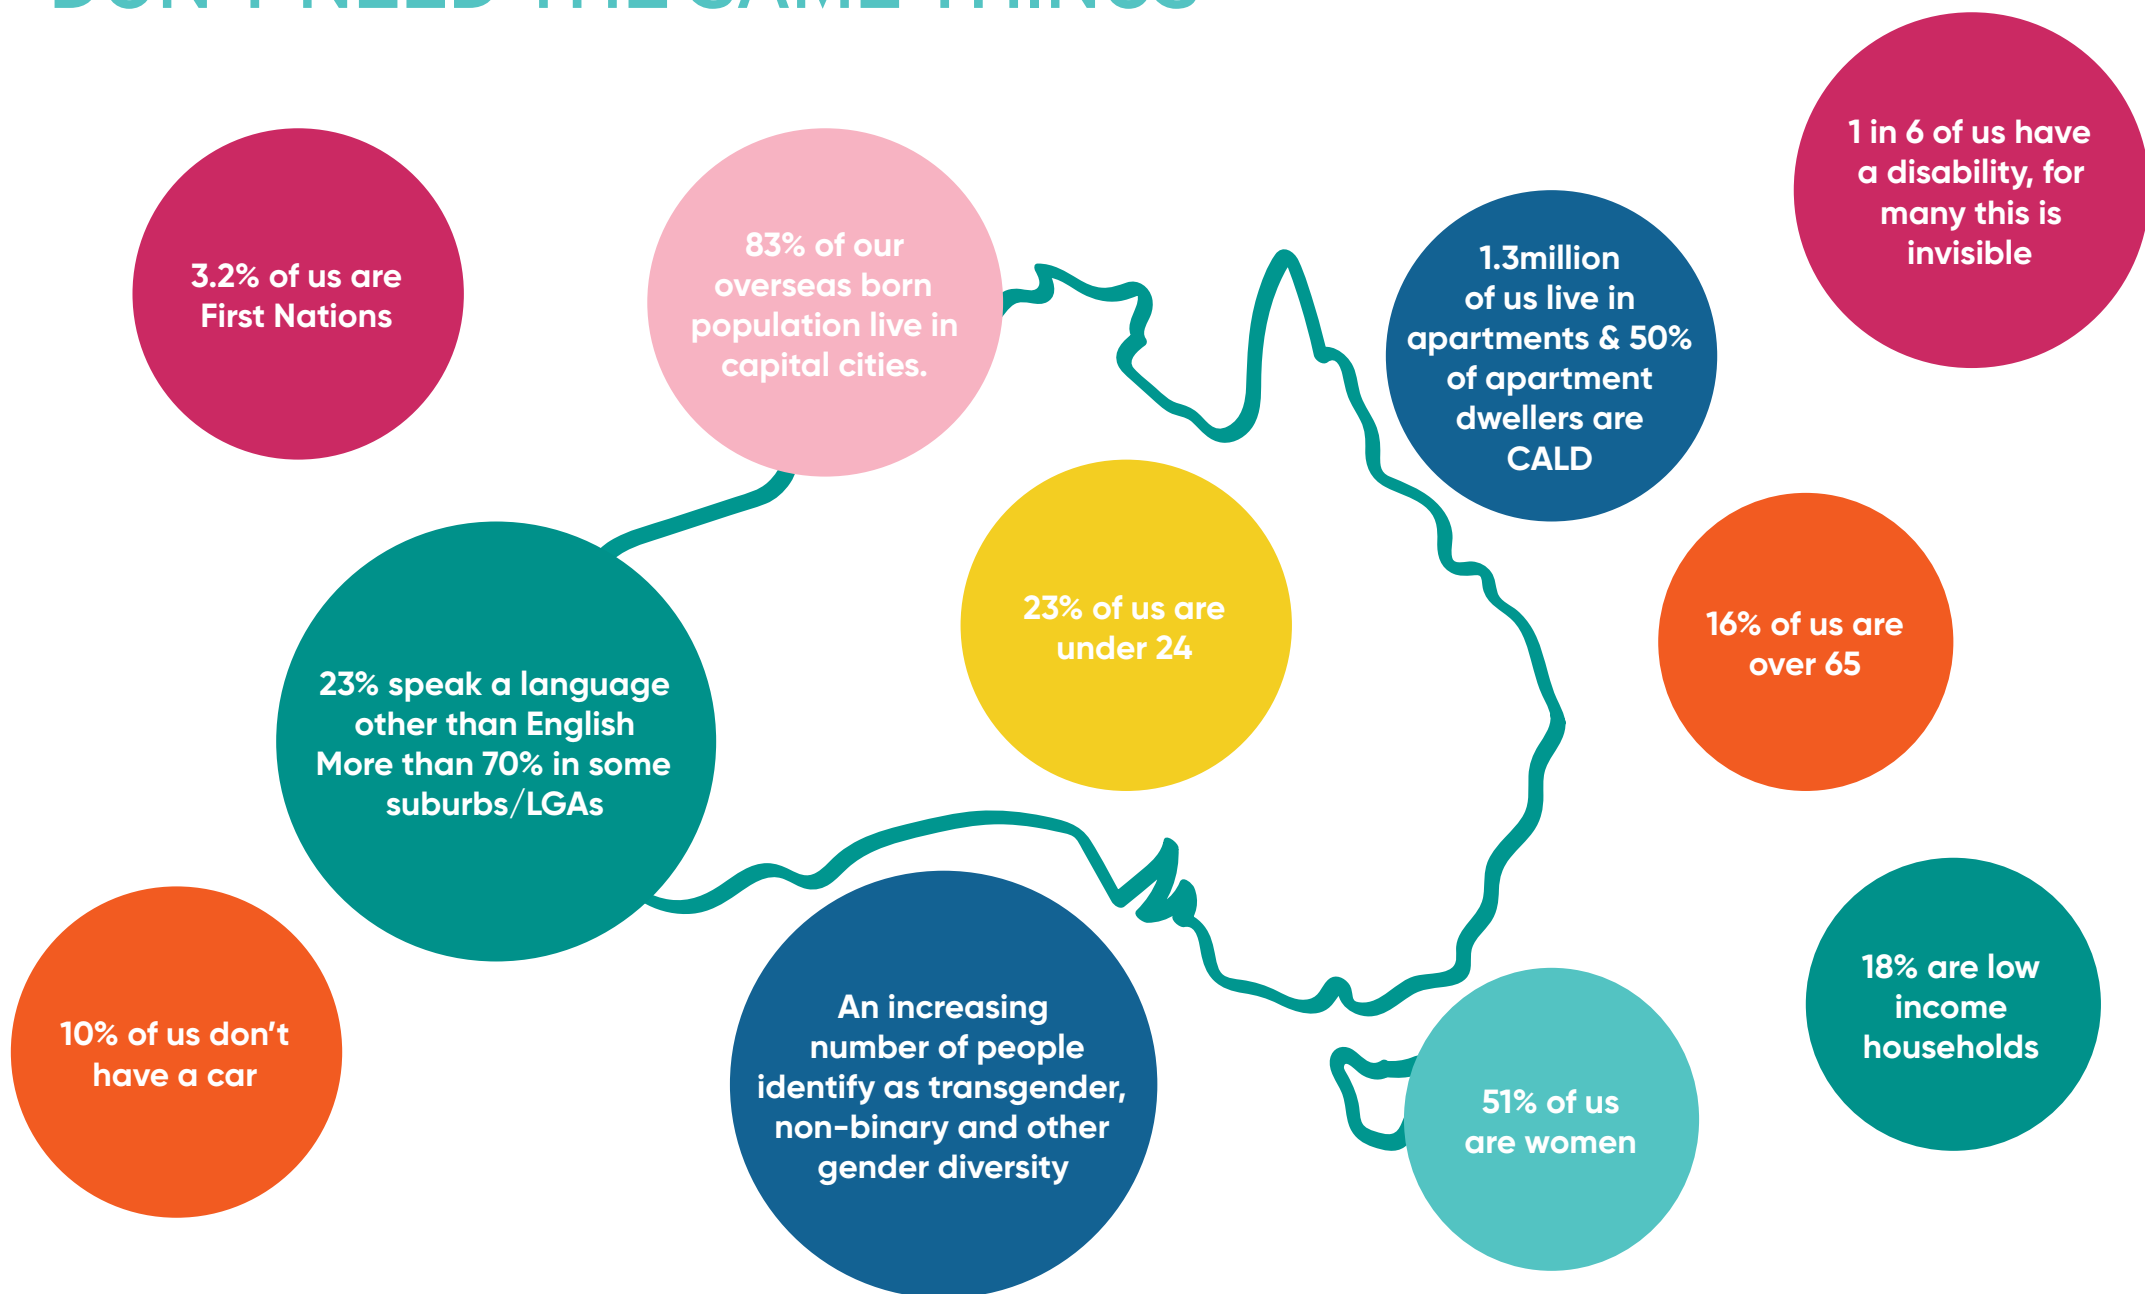 DON'T NEED THE SAME THINGS
1 in 6 of us have
a disability, for
many this is
invisible
3.2% of us are
First Nations
83% of our
overseas born
population live in
capital cities.
1.3million
of us live in
apartments & 50%
of apartment
dwellers are
CALD
23% of us are
under 24
16% of us are
over 65
23% speak a language
other than English
More than 70% in some
suburbs/LGAs
10% of us don't
have a car
An increasing
number of people
identify as transgender,
non-binary and other
gender diversity
51% of us
are women
18% are low
income
households